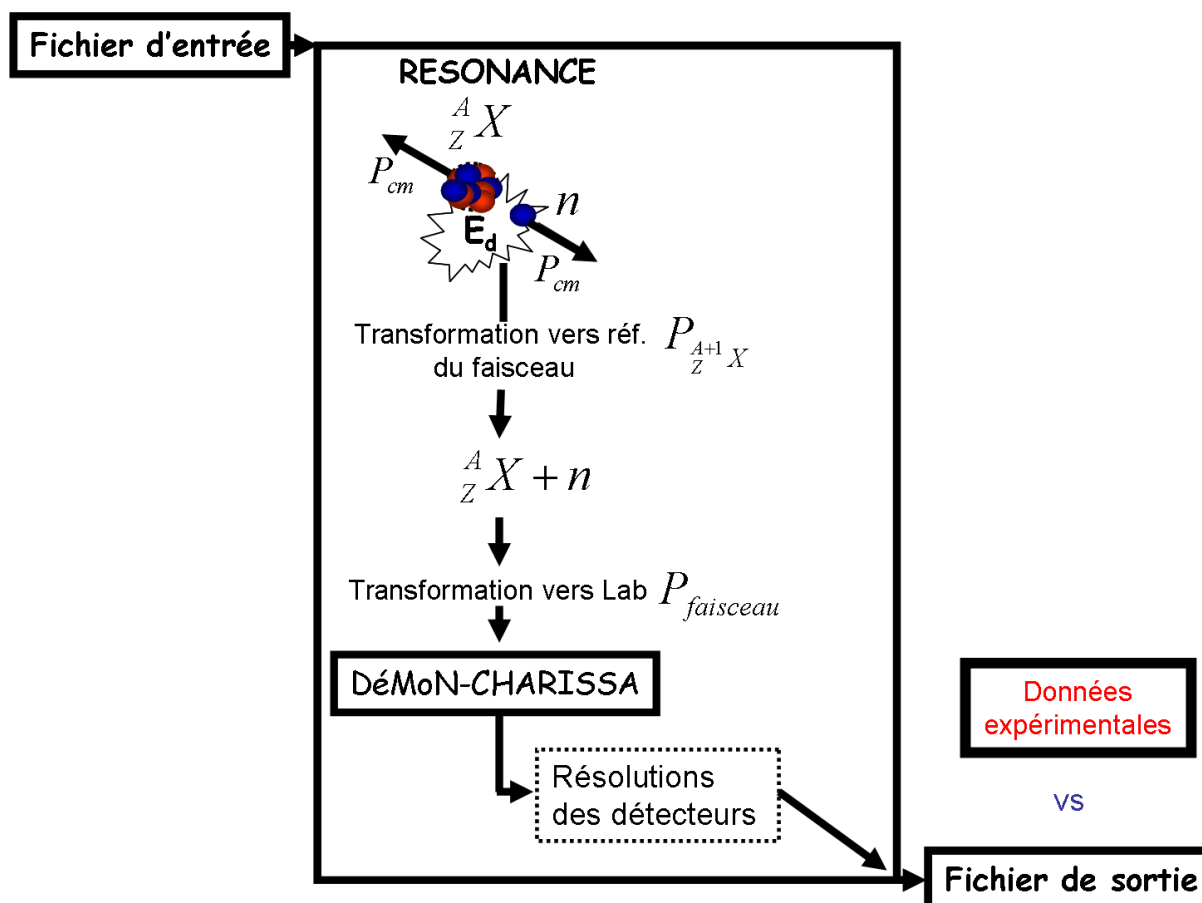 Fichier d'entrée
RESONANCE
A
Z X
P cm
n
E d
P cm
Transformation vers réf.
du faisceau
P A+1 Z X
A
Z X + n
Transformation vers Lab P faisceau
DéMoN-CHARISSA
Résolutions
des détecteurs
Données
expérimentales
vs
Fichier de sortie